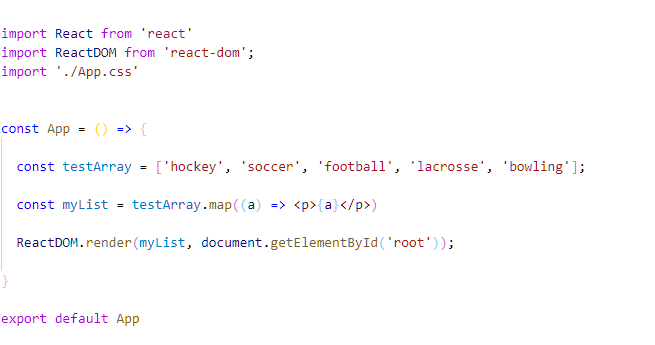 import React from 'react'
import ReactDOM from 'react-dom';
import './App.css'
const App = () => {
const testArray = ['hockey', 'soccer', 'football', 'lacrosse', 'bowling'];
const myList = testArray.map((a) => <p>{a}</p>)
ReactDOM.render(myList, document.getElementById('root'));
}
export default App